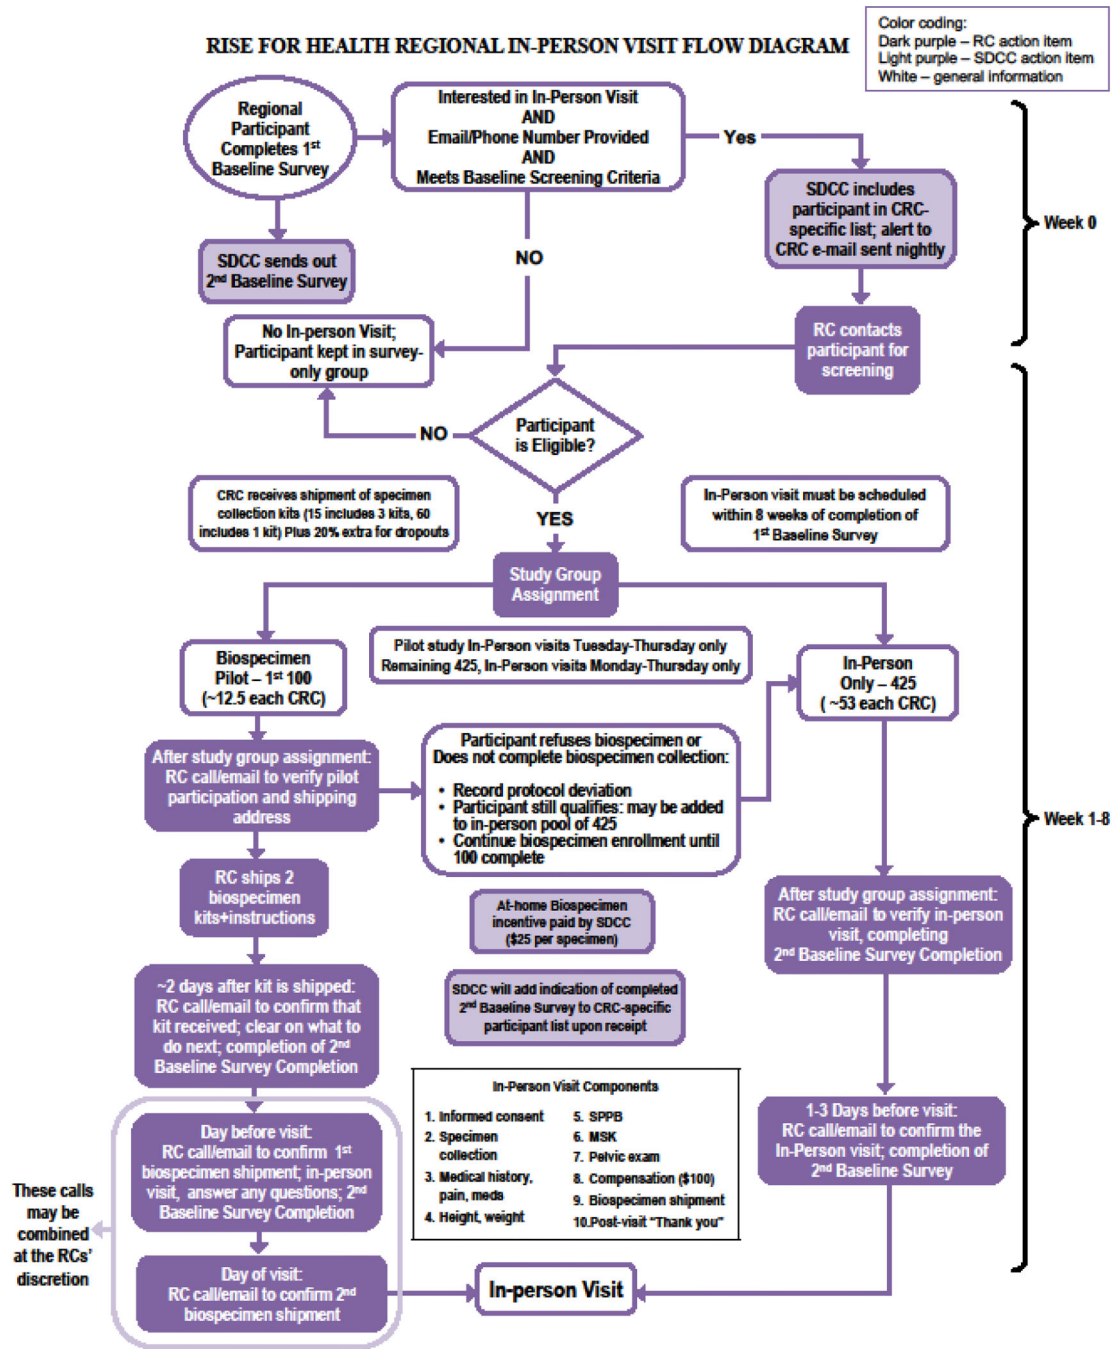 Color coding:
Dark purple – RC action item
Light purple – SDCC action item
White – general information
RISE FOR HEALTH REGIONAL IN-PERSON VISIT FLOW DIAGRAM
Regional
Participant
Completes 1st
Baseline Survey
Interested in In-Person Visit
AND
Email/Phone Number Provided
AND
Meets Baseline Screening Criteria
Yes
SDCC includes
participant in CRC-
specific list; alert to
CRC e-mail sent nightly
Week 0
SDCC sends out
2nd Baseline Survey
NO
No In-person Visit;
Participant kept in survey-
only group
RC contacts
participant for
screening
Participant
is Eligible?
NO
YES
CRC receives shipment of specimen
collection kits (15 includes 3 kits, 60
includes 1 kit) Plus 20% extra for dropouts
In-Person visit must be scheduled
within 8 weeks of completion of
1st Baseline Survey
Study Group
Assignment
Pilot study In-Person visits Tuesday-Thursday only
Remaining 425, In-Person visits Monday-Thursday only
Biospecimen
Pilot – 1st 100
(~12.5 each CRC)
In-Person
Only – 425
( ~53 each CRC)
After study group assignment:
RC call/email to verify pilot
participation and shipping
address
Participant refuses biospecimen or
Does not complete biospecimen collection:
• Record protocol deviation
• Participant still qualifies: may be added
to in-person pool of 425
• Continue biospecimen enrollment until
100 complete
Week 1-8
RC ships 2
biospecimen
kits+instructions
At-home Biospecimen
incentive paid by SDCC
($25 per specimen)
After study group assignment:
RC call/email to verify in-person
visit, completing
2nd Baseline Survey Completion
~2 days after kit is shipped:
RC call/email to confirm that
kit received; clear on what to
do next; completion of 2nd
Baseline Survey Completion
SDCC will add indication of completed
2nd Baseline Survey to CRC-specific
participant list upon receipt
In-Person Visit Components
1. Informed consent
2. Specimen
collection
3. Medical history,
pain, meds
4. Height, weight
5. SPPB
6. MSK
7. Pelvic exam
8. Compensation ($100)
9. Biospecimen shipment
10.Post-visit "Thank you"
1-3 Days before visit:
RC call/email to confirm the
In-Person visit; completion of
2nd Baseline Survey
Day before visit:
RC call/email to confirm 1st
biospecimen shipment; in-person
visit, answer any questions; 2nd
Baseline Survey Completion
These calls
may be
combined
at the RCs'
discretion
Day of visit:
RC call/email to confirm 2nd
biospecimen shipment
In-person Visit